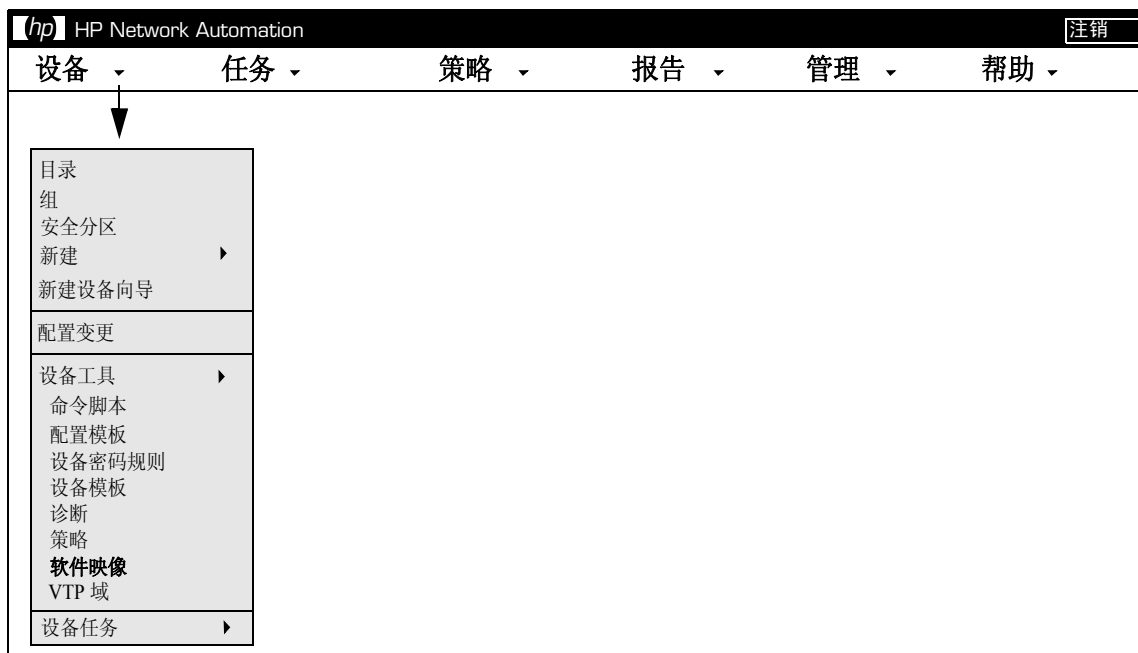 (hp) HP Network Automation 注销
设备 任务 策略 报告 管理 帮助
目录
组
安全分区
新建
新建设备向导
配置变更
设备工具
命令脚本
配置模板
设备密码规则
设备模板
诊断
策略
软件映像
VTP 域
设备任务